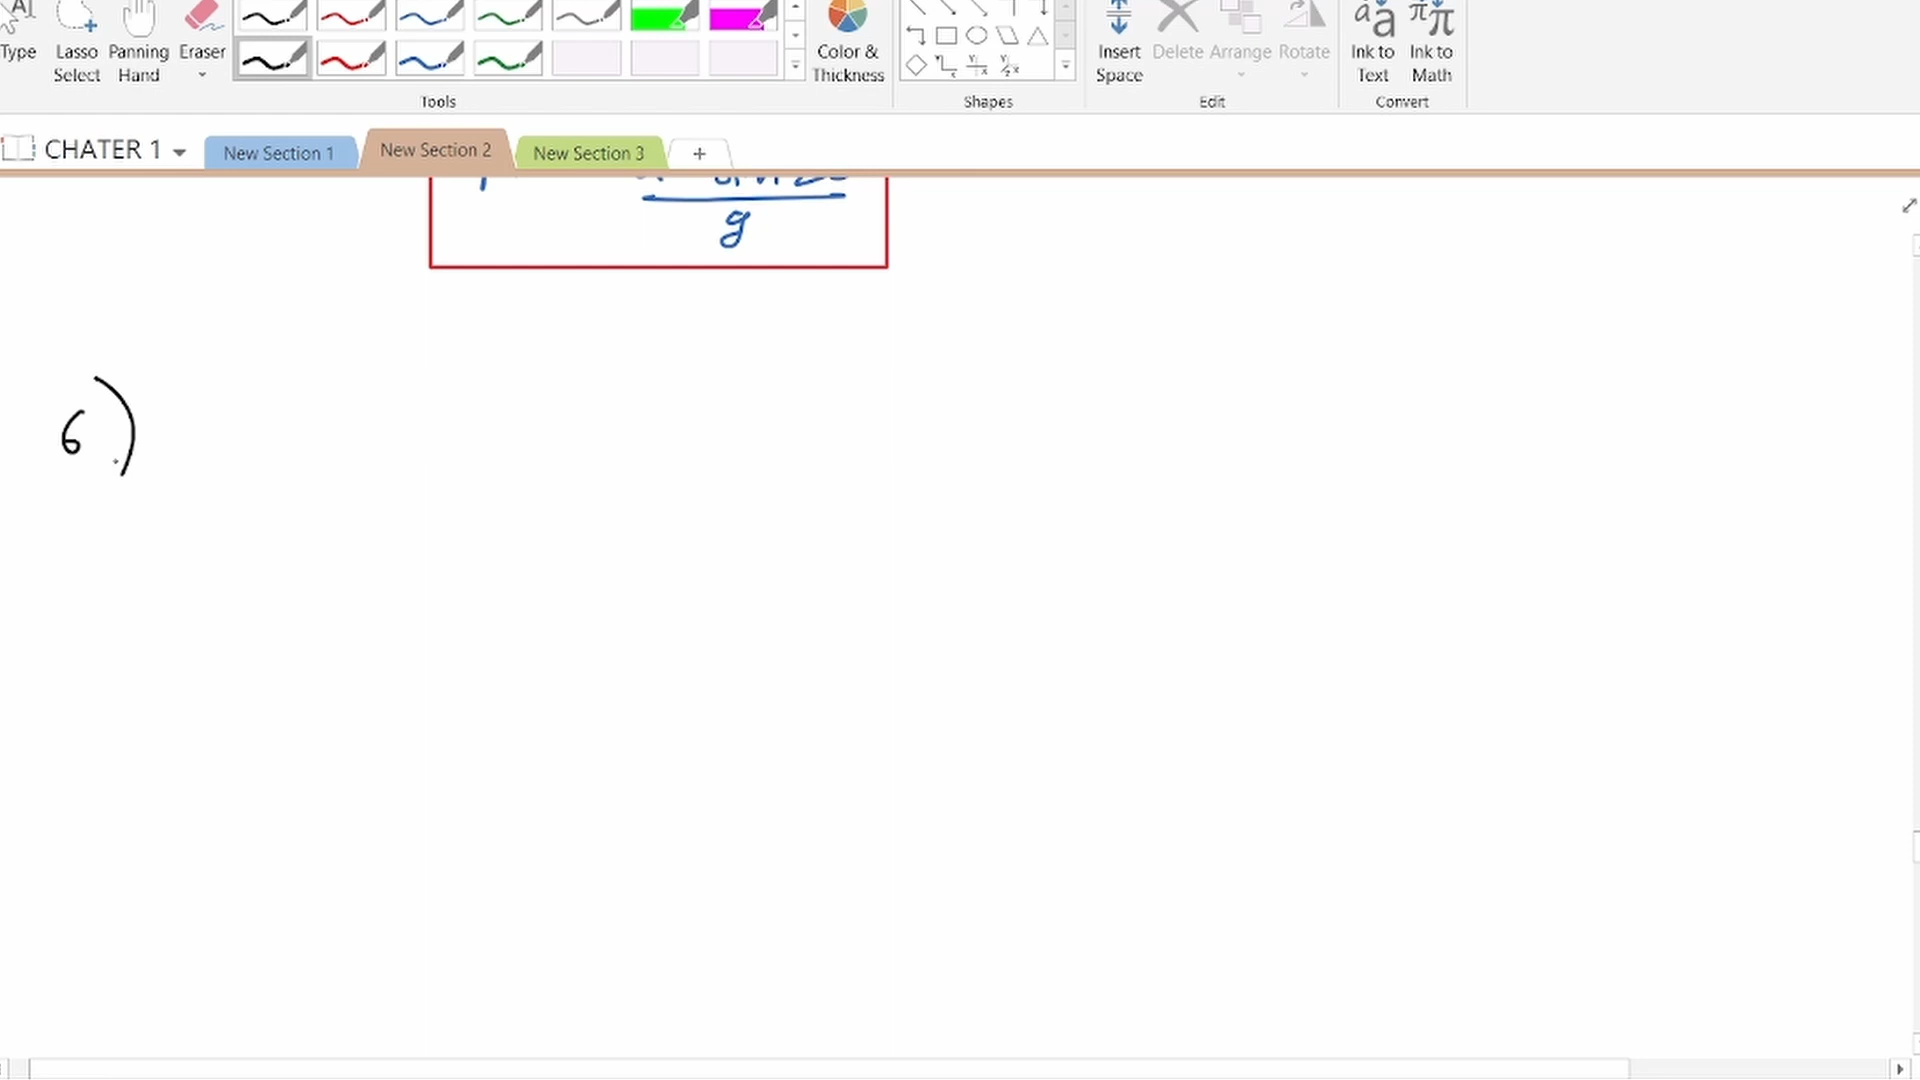 Type
Lasso Select
Panning Hand
Eraser
Color & Thickness
Insert Space
Delete
Arrange
Rotate
Ink to Text
Ink to Math
Tools
Shapes
Edit
Convert
CHATER 1
New Section 1
New Section 2
New Section 3
+
g
6)